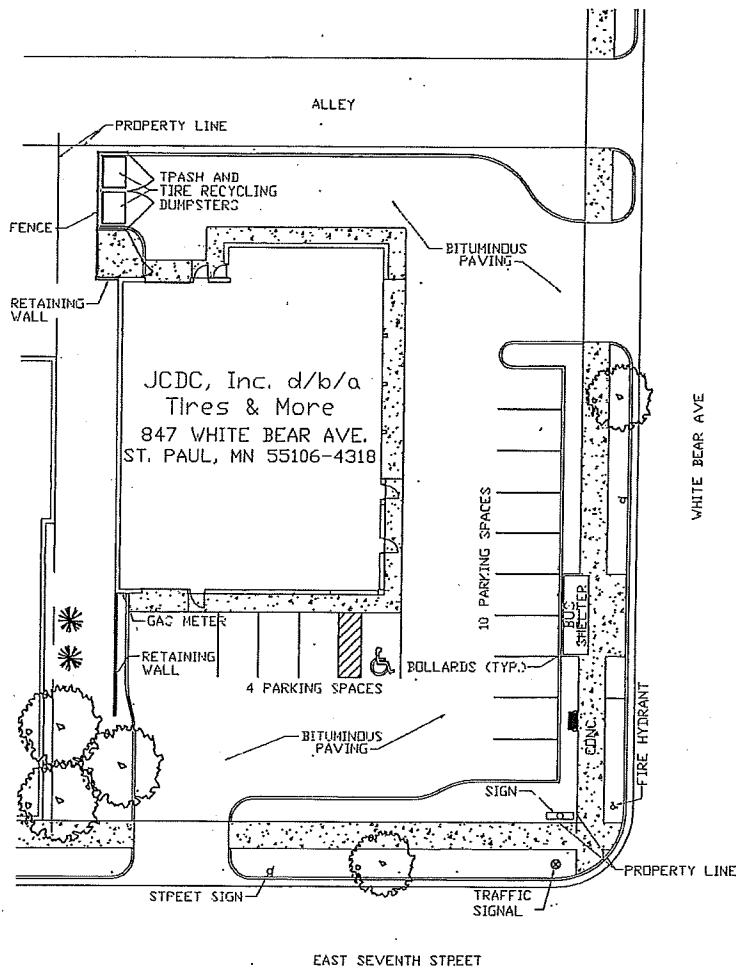 ALLEY
PROPERTY LINE
TPASH AND
TIRE RECYCLING
DUMPSTERS
FENCE
BITUMINOUS
PAVING
RETAINING
WALL
JCDC, Inc. d/b/a
Tires & More
847 WHITE BEAR AVE.
ST. PAUL, MN 55106-4318
WHITE BEAR AVE
10 PARKING SPACES
BUS
SHELTER
GAS METER
RETAINING
WALL
BOLLARDS (TYP.)
4 PARKING SPACES
BITUMINOUS
PAVING
CONC.
FIRE HYDRANT
SIGN
PROPERTY LINE
STREET SIGN
TRAFFIC
SIGNAL
EAST SEVENTH STREET